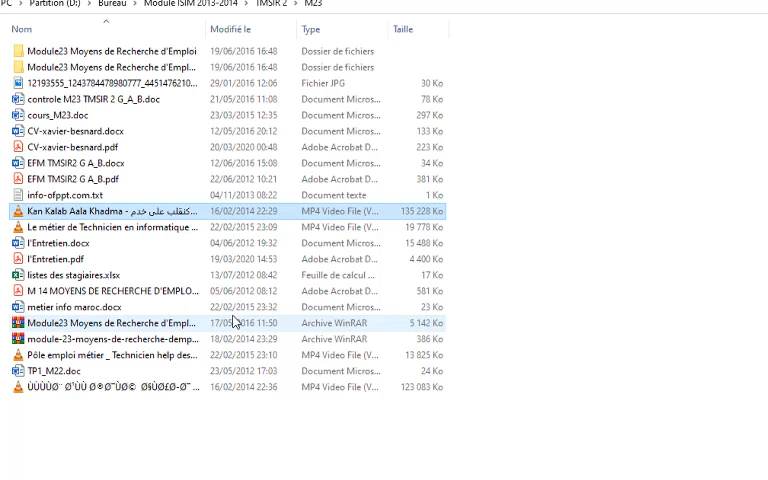 PC > Partition (D:) > Bureau > Module ISIM 2013-2014 > TMSIR 2 > M23
Nom Modifié le Type Taille
Module23 Moyens de Recherche d'Emploi 19/06/2016 16:48 Dossier de fichiers
Module23 Moyens de Recherche d'Empl... 19/06/2016 16:48 Dossier de fichiers
12193555_1243784478980777_4451476210... 29/01/2016 12:06 Fichier JPG 30 Ko
controle M23 TMSIR 2 G_A_B.doc 21/05/2016 11:08 Document Micros... 78 Ko
cours_M23.doc 23/03/2015 12:35 Document Micros... 297 Ko
CV-xavier-besnard.docx 12/05/2016 20:12 Document Micros... 133 Ko
CV-xavier-besnard.pdf 20/03/2020 00:48 Adobe Acrobat D... 223 Ko
EFM TMSIR2 G A_B.docx 12/06/2016 15:08 Document Micros... 34 Ko
EFM TMSIR2 G A_B.pdf 22/06/2012 10:21 Adobe Acrobat D... 381 Ko
info-ofppt.com.txt 04/11/2013 08:22 Document texte 1 Ko
Kan Kalab Aala Khadma - كنقلب على خدم... 16/02/2014 22:29 MP4 Video File (V... 135 228 Ko
Le métier de Technicien en informatique ... 22/02/2015 23:09 MP4 Video File (V... 19 778 Ko
l'Entretien.docx 04/06/2012 19:32 Document Micros... 15 488 Ko
l'Entretien.pdf 19/03/2020 14:53 Adobe Acrobat D... 4 400 Ko
listes des stagiaires.xlsx 13/07/2012 08:42 Feuille de calcul ... 17 Ko
M 14 MOYENS DE RECHERCHE D'EMPLO... 05/06/2012 08:12 Adobe Acrobat D... 581 Ko
metier info maroc.docx 22/02/2015 23:32 Document Micros... 23 Ko
Module23 Moyens de Recherche d'Empl... 17/05/2016 11:50 Archive WinRAR 5 142 Ko
module-23-moyens-de-recherche-demp... 18/02/2014 23:29 Archive WinRAR 386 Ko
Pôle emploi métier _ Technicien help des... 22/02/2015 23:10 MP4 Video File (V... 13 825 Ko
TP1_M22.doc 23/05/2012 17:03 Document Micros... 24 Ko
16/02/2014 22:36 MP4 Video File (V... 123 083 Ko